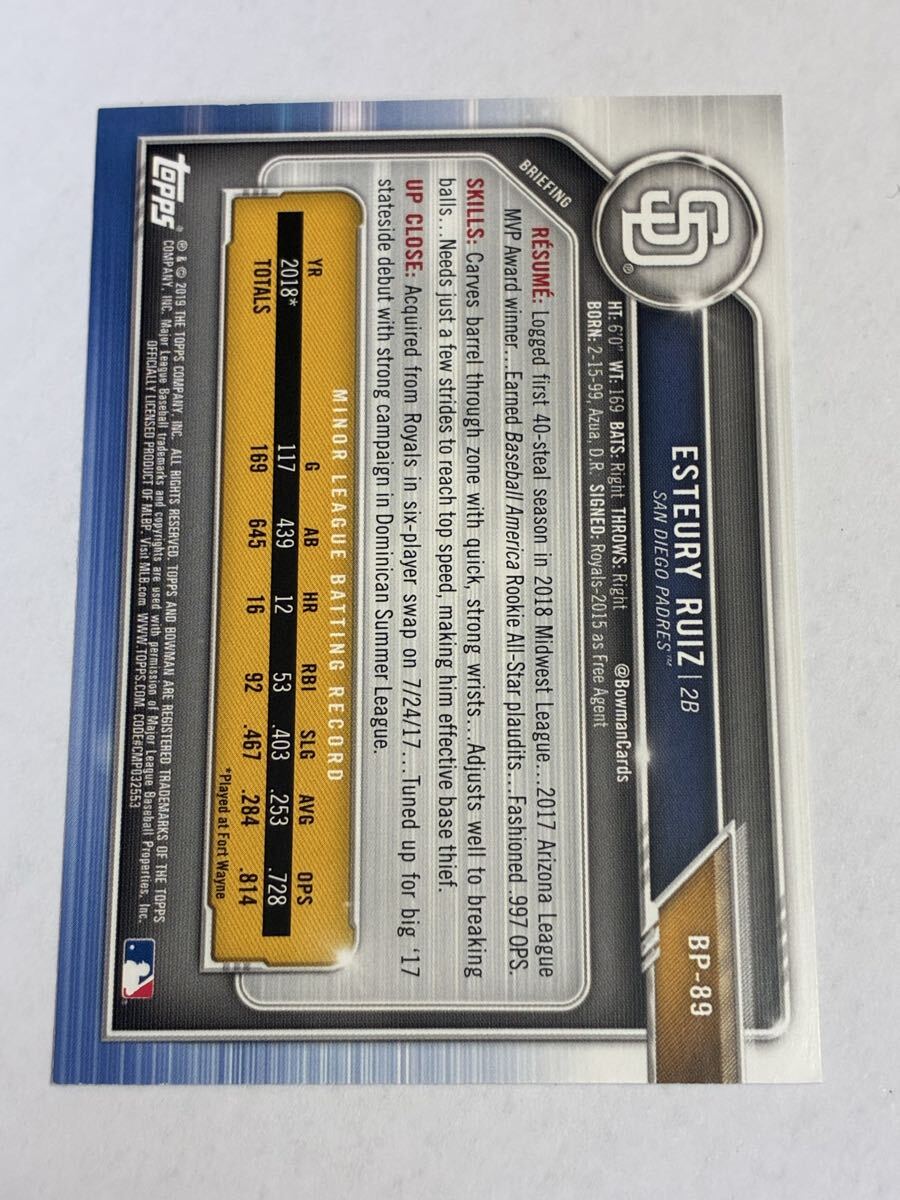 SD®
ESTEURY RUIZ | 2B
SAN DIEGO PADRES™
BP-89
HT: 6'0" WT: 169 BATS: Right THROWS: Right @BowmanCards
BORN: 2-15-99, Azua, D.R. SIGNED: Royals-2015 as Free Agent
BRIEFING
RÉSUMÉ: Logged first 40-steal season in 2018 Midwest League...2017 Arizona League
MVP Award winner...Earned Baseball America Rookie All-Star plaudits...Fashioned .997 OPS.
SKILLS: Carves barrel through zone with quick, strong wrists...Adjusts well to breaking
balls...Needs just a few strides to reach top speed, making him effective base thief.
UP CLOSE: Acquired from Royals in six-player swap on 7/24/17...Tuned up for big '17
stateside debut with strong campaign in Dominican Summer League.
MINOR LEAGUE BATTING RECORD
YR G AB HR RBI SLG AVG OPS
2018* 117 439 12 53 .403 .253 .728
TOTALS 169 645 16 92 .467 .284 .814
*Played at Fort Wayne
TOPPS®
® & © 2019 THE TOPPS COMPANY, INC. ALL RIGHTS RESERVED. TOPPS AND BOWMAN ARE REGISTERED TRADEMARKS OF THE TOPPS
COMPANY, INC. Major League Baseball trademarks and copyrights are used with permission of Major League Baseball Properties, Inc.
OFFICIALLY LICENSED PRODUCT OF MLBP. Visit MLB.com WWW.TOPPS.COM. CODE#CMP032553